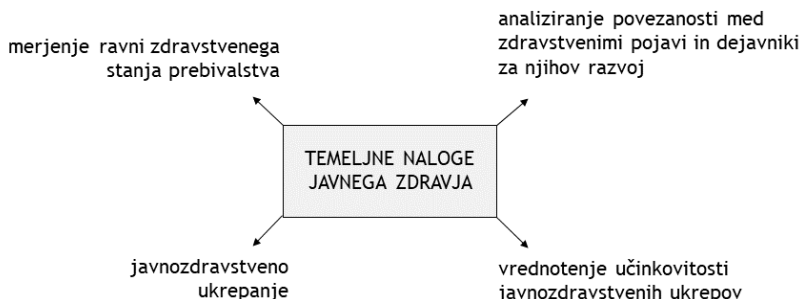 merjenje ravni zdravstvenega
stanja prebivalstva
analiziranje povezanosti med
zdravstvenimi pojavi in dejavniki
za njihov razvoj
TEMELJNE NALOGE
JAVNEGA ZDRAVJA
javnozdravstveno
ukrepanje
vrednotenje učinkovitosti
javnozdravstvenih ukrepov